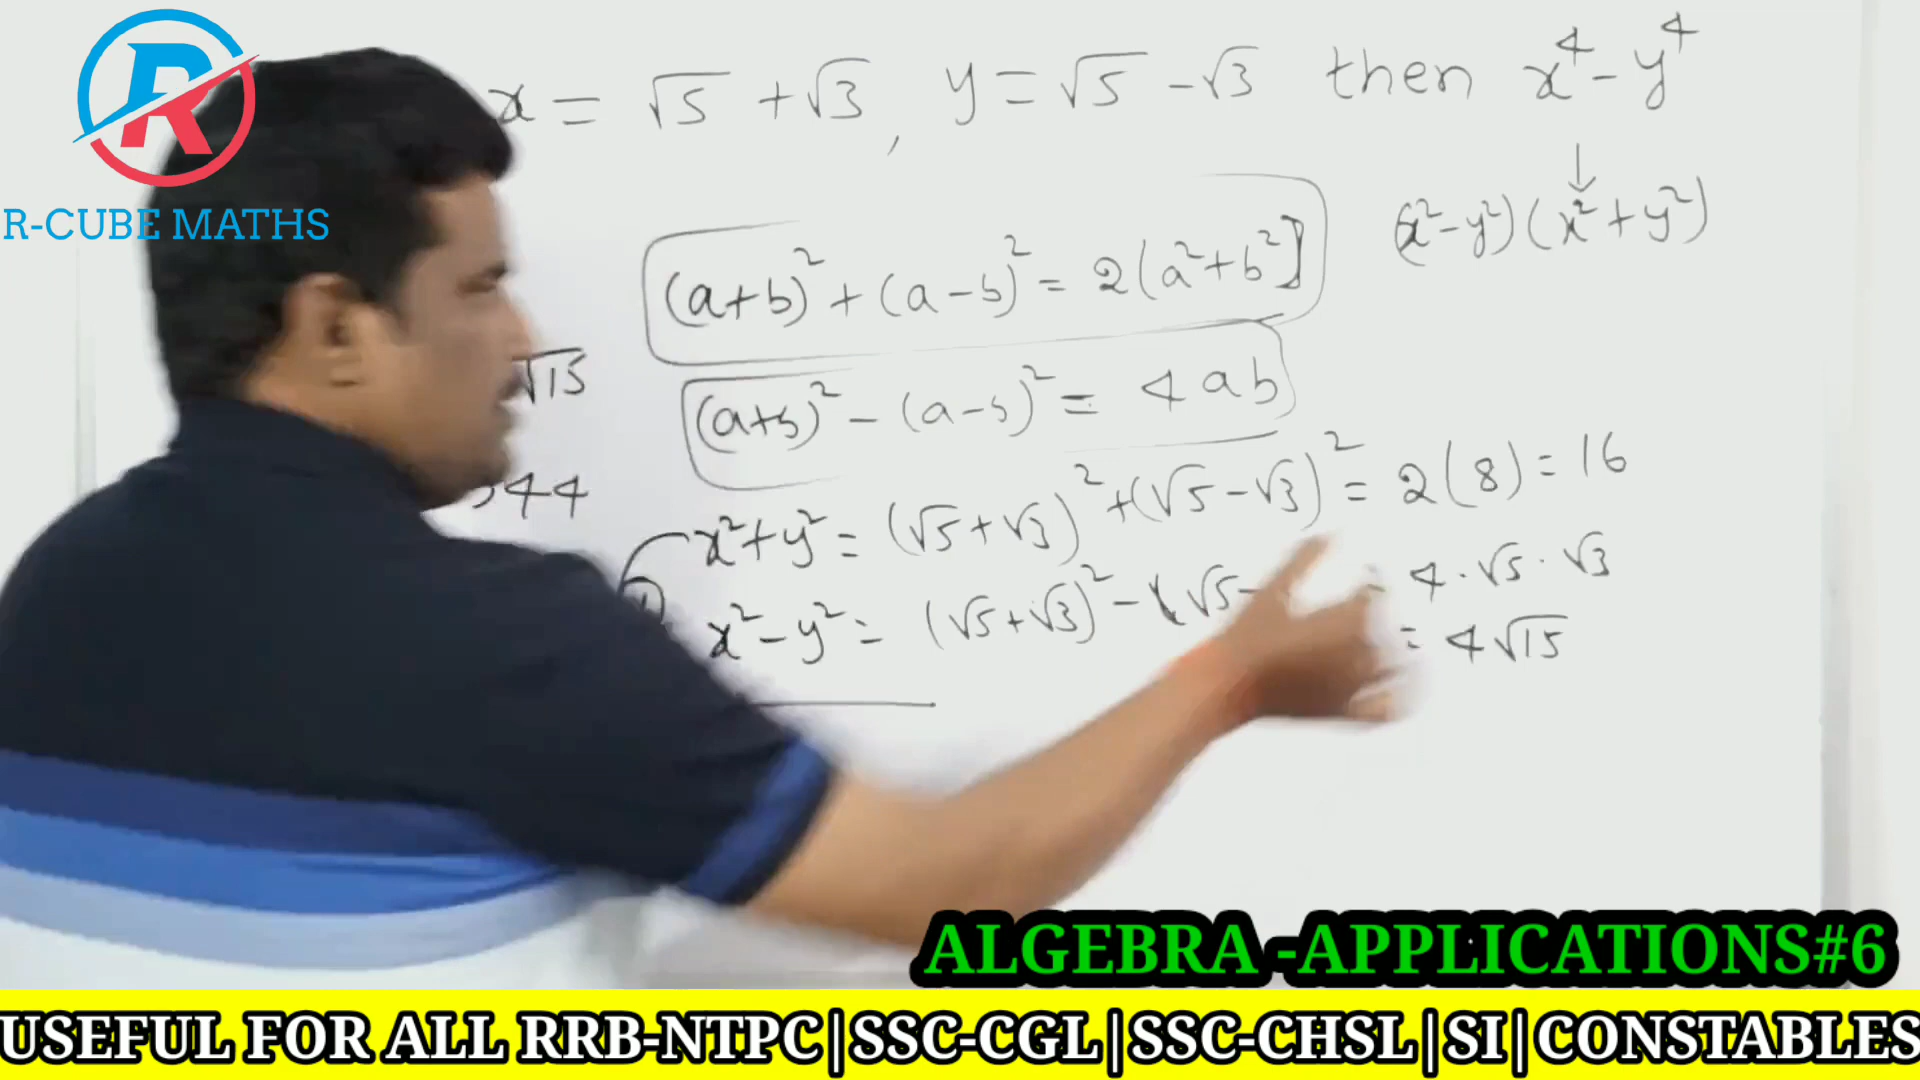 R-CUBE MATHS
x = √5 + √3, y = √5 - √3 then x⁴ - y⁴
(x² - y²)(x² + y²)
(a+b)² + (a-b)² = 2(a²+b²]
√15
(a+b)² - (a-b)² = 4ab
344
x²+y² = (√5+√3)² + (√5-√3)² = 2(8) = 16
x²-y² = (√5+√3)² - (√5- = 4.√5.√3
= 4√15
ALGEBRA -APPLICATIONS#6
USEFUL FOR ALL RRB-NTPC|SSC-CGL|SSC-CHSL|SI|CONSTABLES